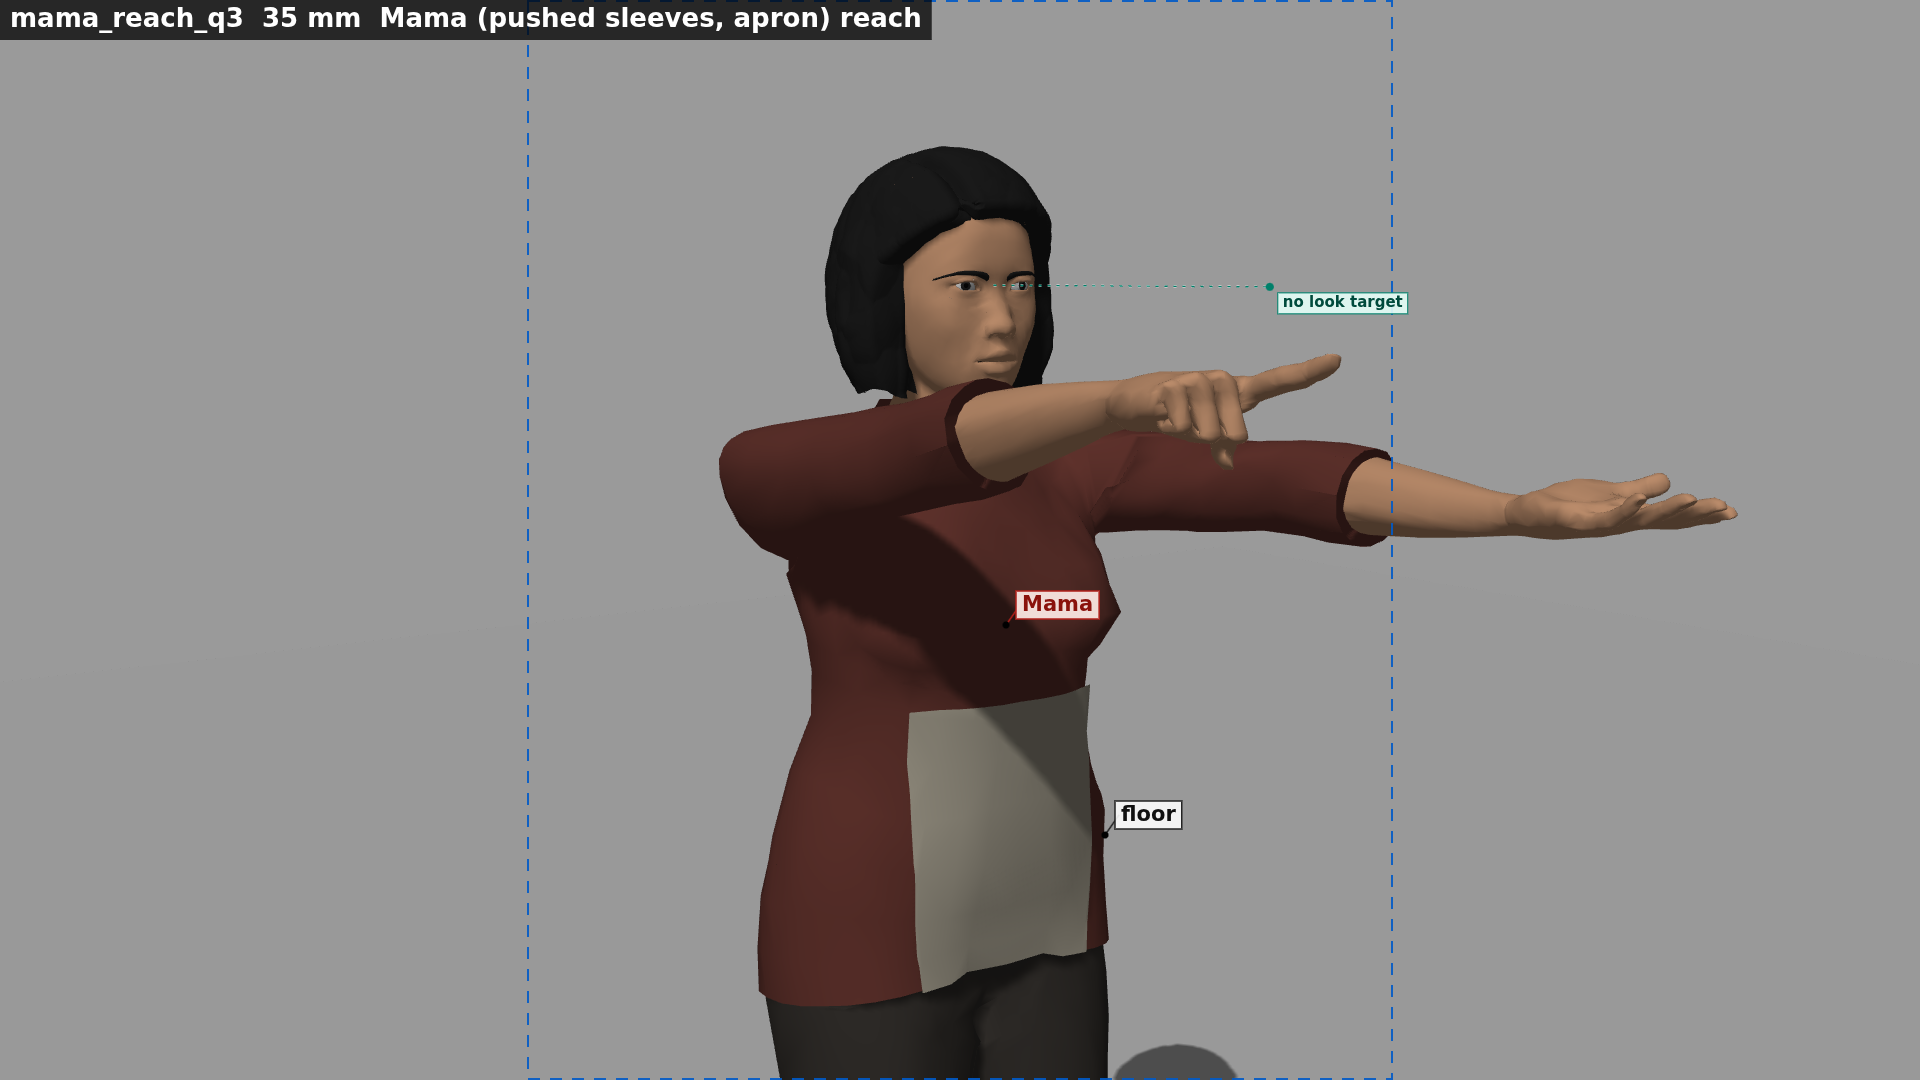 mama_reach_q3  35 mm  Mama (pushed sleeves, apron) reach
no look target
Mama
floor